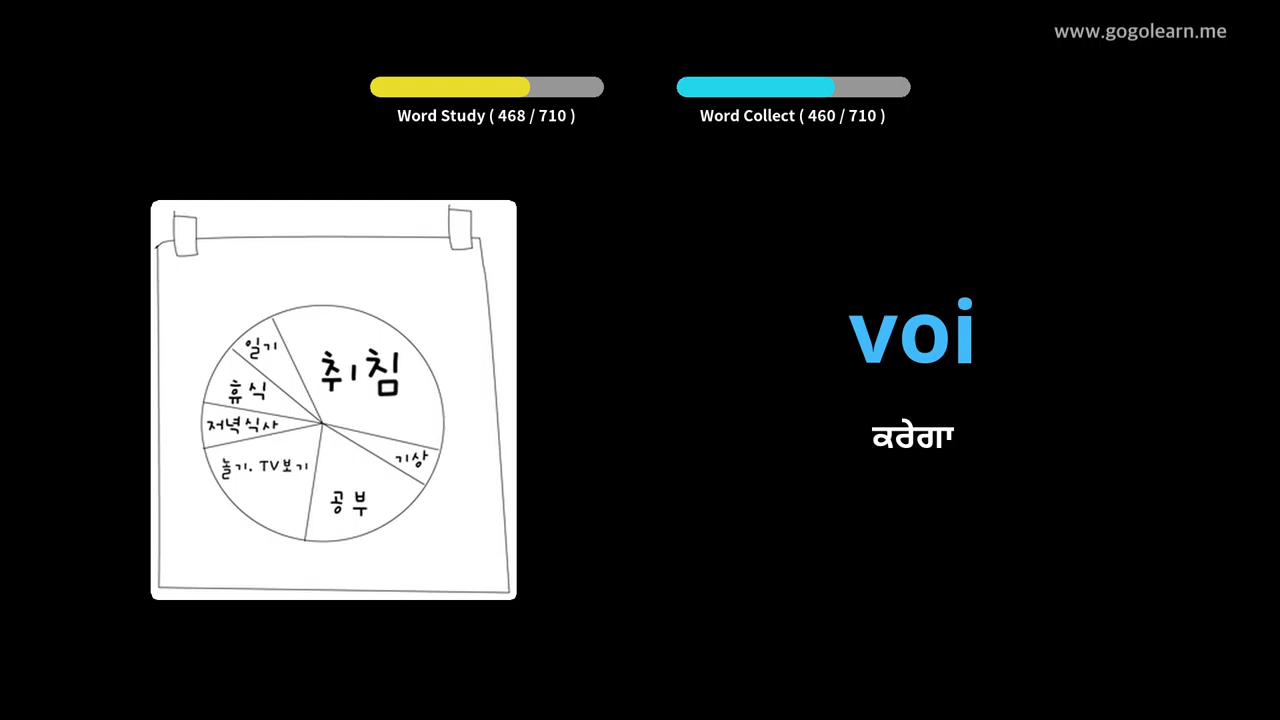 www.gogolearn.me
Word Study ( 468 / 710 )
Word Collect ( 460 / 710 )
일기
취침
휴식
저녁식사
놀기. TV보기
기상
공부
voi
ਕਰੇਗਾ